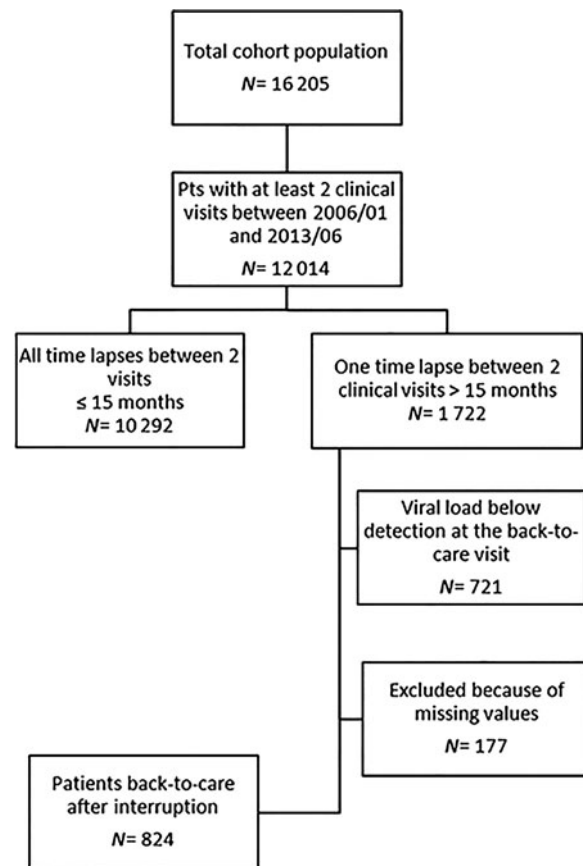 Total cohort population
N= 16 205
Pts with at least 2 clinical
visits between 2006/01
and 2013/06
N= 12 014
All time lapses between 2
visits
≤ 15 months
N= 10 292
One time lapse between 2
clinical visits > 15 months
N= 1 722
Viral load below
detection at the back-to-
care visit
N= 721
Excluded because of
missing values
N= 177
Patients back-to-care
after interruption
N= 824